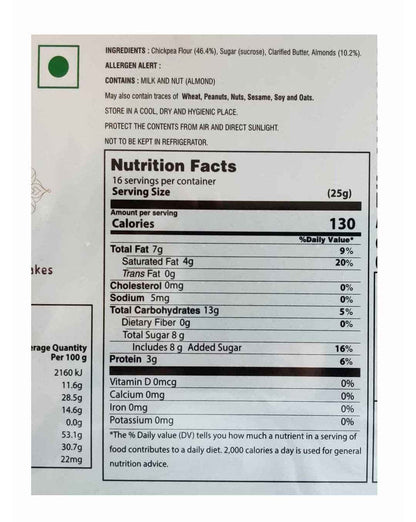 INGREDIENTS : Chickpea Flour (46.4%), Sugar (sucrose), Clarified Butter, Almonds (10.2%).
ALLERGEN ALERT :
CONTAINS : MILK AND NUT (ALMOND)
May also contain traces of Wheat, Peanuts, Nuts, Sesame, Soy and Oats.
STORE IN A COOL, DRY AND HYGIENIC PLACE.
PROTECT THE CONTENTS FROM AIR AND DIRECT SUNLIGHT.
NOT TO BE KEPT IN REFRIGERATOR.
Nutrition Facts
16 servings per container
Serving Size (25g)
Amount per serving
Calories 130
%Daily Value*
Total Fat 7g 9%
Saturated Fat 4g 20%
Trans Fat 0g
Cholesterol 0mg 0%
Sodium 5mg 0%
Total Carbohydrates 13g 5%
Dietary Fiber 0g 0%
Total Sugar 8 g
Includes 8 g Added Sugar 16%
Protein 3g 6%
Vitamin D 0mcg 0%
Calcium 0mg 0%
Iron 0mg 0%
Potassium 0mg 0%
*The % Daily value (DV) tells you how much a nutrient in a serving of
food contributes to a daily diet. 2,000 calories a day is used for general
nutrition advice.
akes
erage Quantity
Per 100 g
2160 kJ
11.6g
28.5g
14.6g
0.0g
53.1g
30.7g
22mg